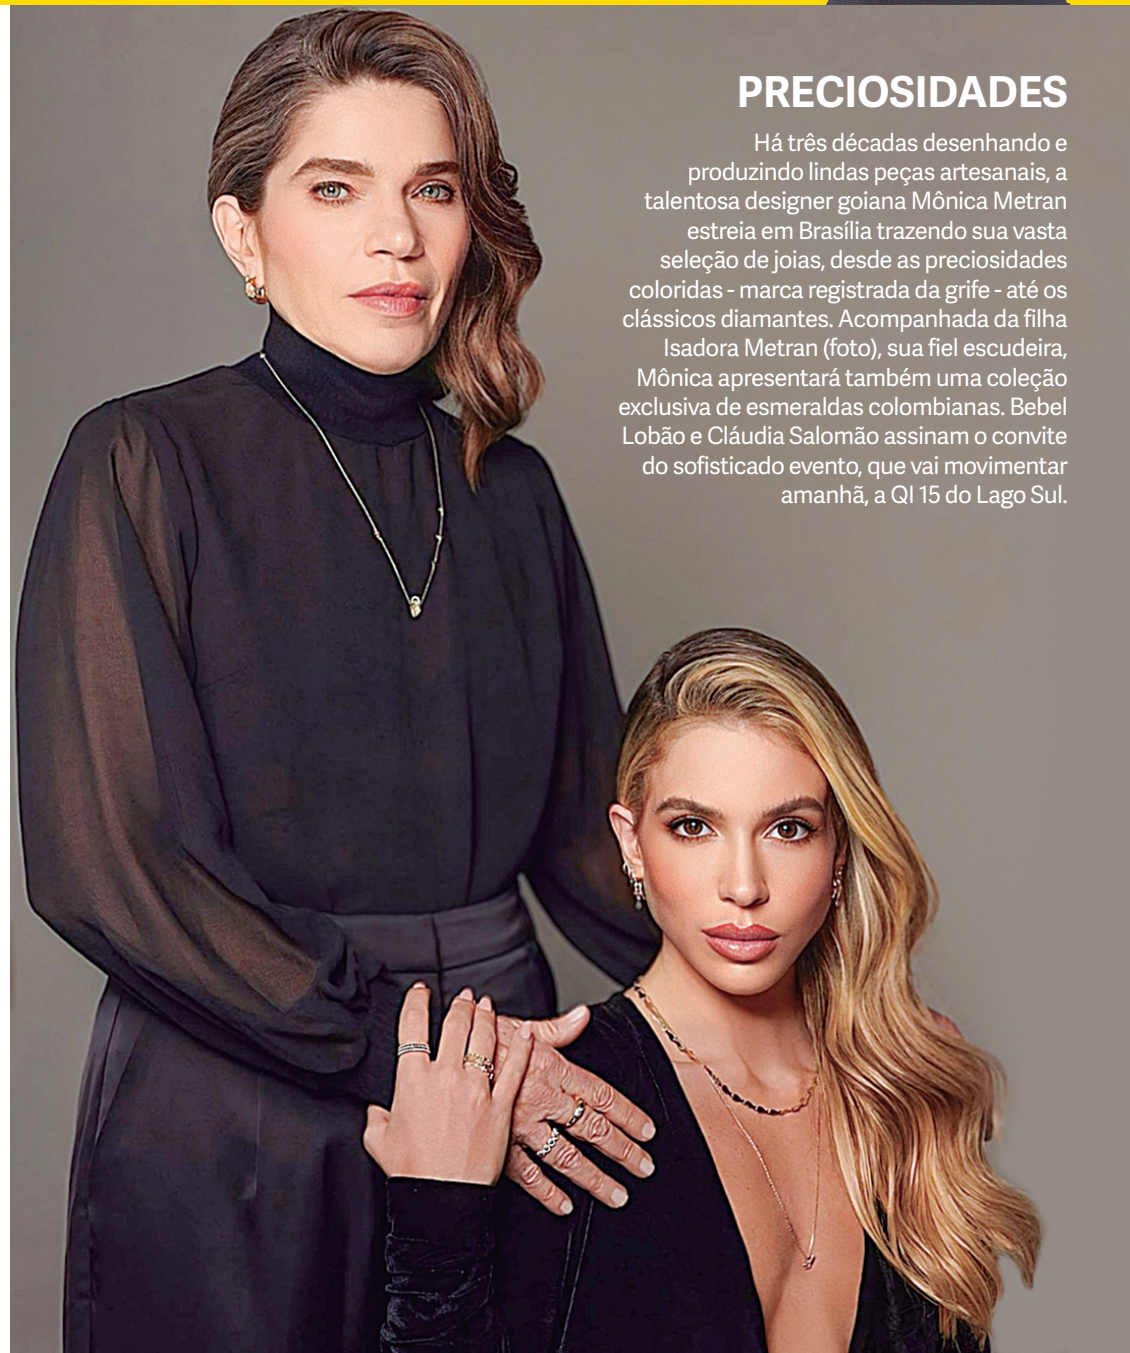 PRECIOSIDADES
Há três décadas desenhando e
produzindo lindas peças artesanais, a
talentosa designer goiana Mônica Metran
estreia em Brasília trazendo sua vasta
seleção de joias, desde as preciosidades
coloridas - marca registrada da grife - até os
clássicos diamantes. Acompanhada da filha
Isadora Metran (foto), sua fiel escudeira,
Mônica apresentará também uma coleção
exclusiva de esmeraldas colombianas. Bebel
Lobão e Cláudia Salomão assinam o convite
do sofisticado evento, que vai movimentar
amanhã, a QI 15 do Lago Sul.